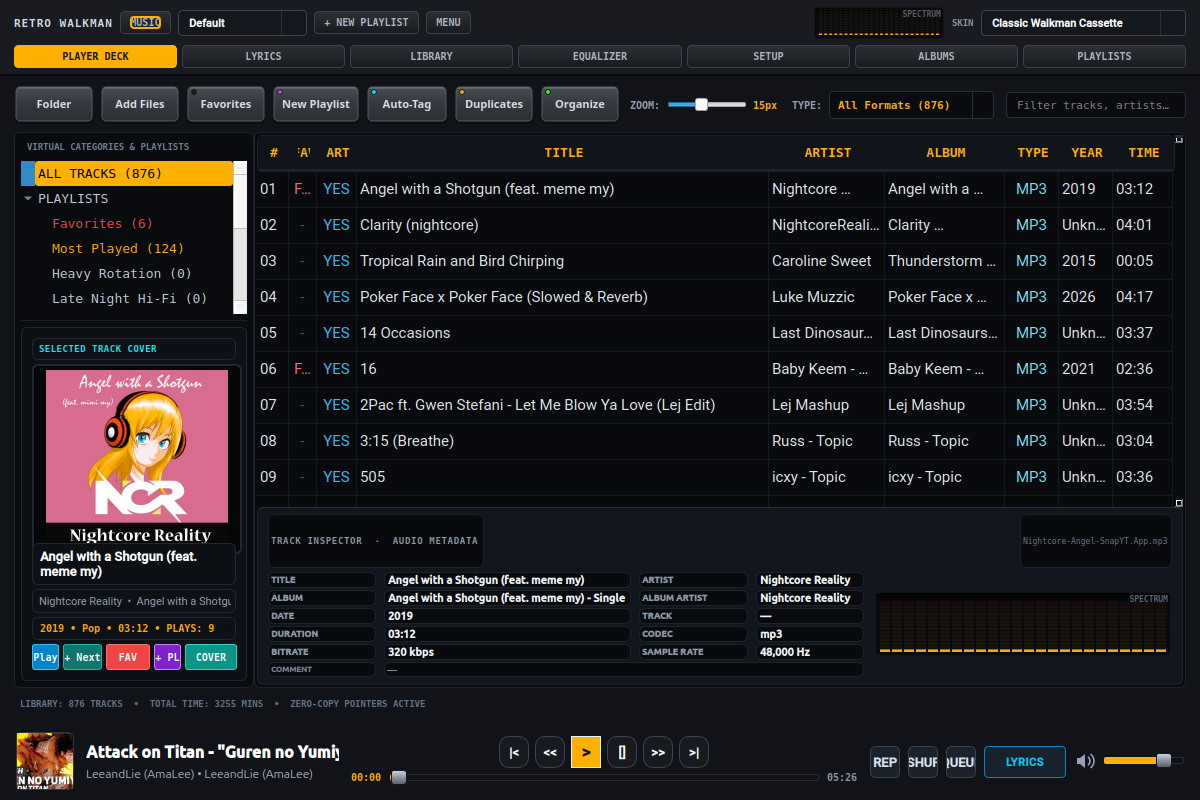 RETRO WALKMAN MUSIC Default + NEW PLAYLIST MENU SPECTRUM SKIN Classic Walkman Cassette
PLAYER DECK LYRICS LIBRARY EQUALIZER SETUP ALBUMS PLAYLISTS
Folder Add Files Favorites New Playlist Auto-Tag Duplicates Organize ZOOM: 15px TYPE: All Formats (876) Filter tracks, artists…
VIRTUAL CATEGORIES & PLAYLISTS
ALL TRACKS (876)
PLAYLISTS
Favorites (6)
Most Played (124)
Heavy Rotation (0)
Late Night Hi-Fi (0)
# ART TITLE ARTIST ALBUM TYPE YEAR TIME
01 F… YES Angel with a Shotgun (feat. meme my) Nightcore … Angel with a … MP3 2019 03:12
02 - YES Clarity (nightcore) NightcoreReali… Clarity … MP3 Unkn… 04:01
03 - YES Tropical Rain and Bird Chirping Caroline Sweet Thunderstorm … MP3 2015 00:05
04 - YES Poker Face x Poker Face (Slowed & Reverb) Luke Muzzic Poker Face x … MP3 2026 04:17
05 - YES 14 Occasions Last Dinosaur… Last Dinosaurs… MP3 Unkn… 03:37
06 F… YES 16 Baby Keem - … Baby Keem - … MP3 2021 02:36
07 - YES 2Pac ft. Gwen Stefani - Let Me Blow Ya Love (Lej Edit) Lej Mashup Lej Mashup MP3 Unkn… 03:54
08 - YES 3:15 (Breathe) Russ - Topic Russ - Topic MP3 Unkn… 03:04
09 - YES 505 icxy - Topic icxy - Topic MP3 Unkn… 03:36
SELECTED TRACK COVER
Angel with a Shotgun
(feat. mimi my)
NCR
Nightcore Reality
Angel with a Shotgun (feat.
meme my)
Nightcore Reality • Angel with a Shotgu
2019 • Pop • 03:12 • PLAYS: 9
Play + Next FAV + PL COVER
TRACK INSPECTOR · AUDIO METADATA Nightcore-Angel-SnapYT.App.mp3
TITLE Angel with a Shotgun (feat. meme my) ARTIST Nightcore Reality
ALBUM Angel with a Shotgun (feat. meme my) - Single ALBUM ARTIST Nightcore Reality
DATE 2019 TRACK —
DURATION 03:12 CODEC mp3
BITRATE 320 kbps SAMPLE RATE 48,000 Hz
COMMENT —
SPECTRUM
LIBRARY: 876 TRACKS • TOTAL TIME: 3255 MINS • ZERO-COPY POINTERS ACTIVE
Attack on Titan - "Guren no Yumiy
LeeandLie (AmaLee) • LeeandLie (AmaLee)
|< << > [] >> >|
00:00 05:26
REP SHUF QUEU LYRICS